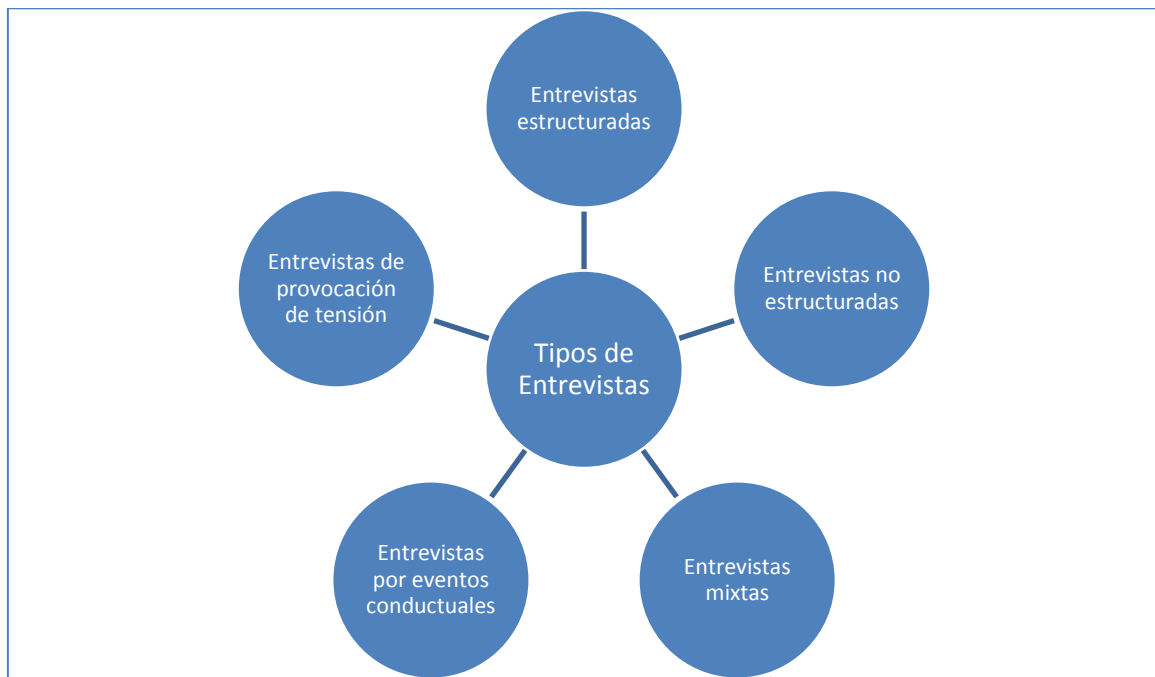 Entrevistas
estructuradas
Entrevistas no
estructuradas
Entrevistas
mixtas
Entrevistas
por eventos
conductuales
Entrevistas de
provocación
de tensión
Tipos de
Entrevistas